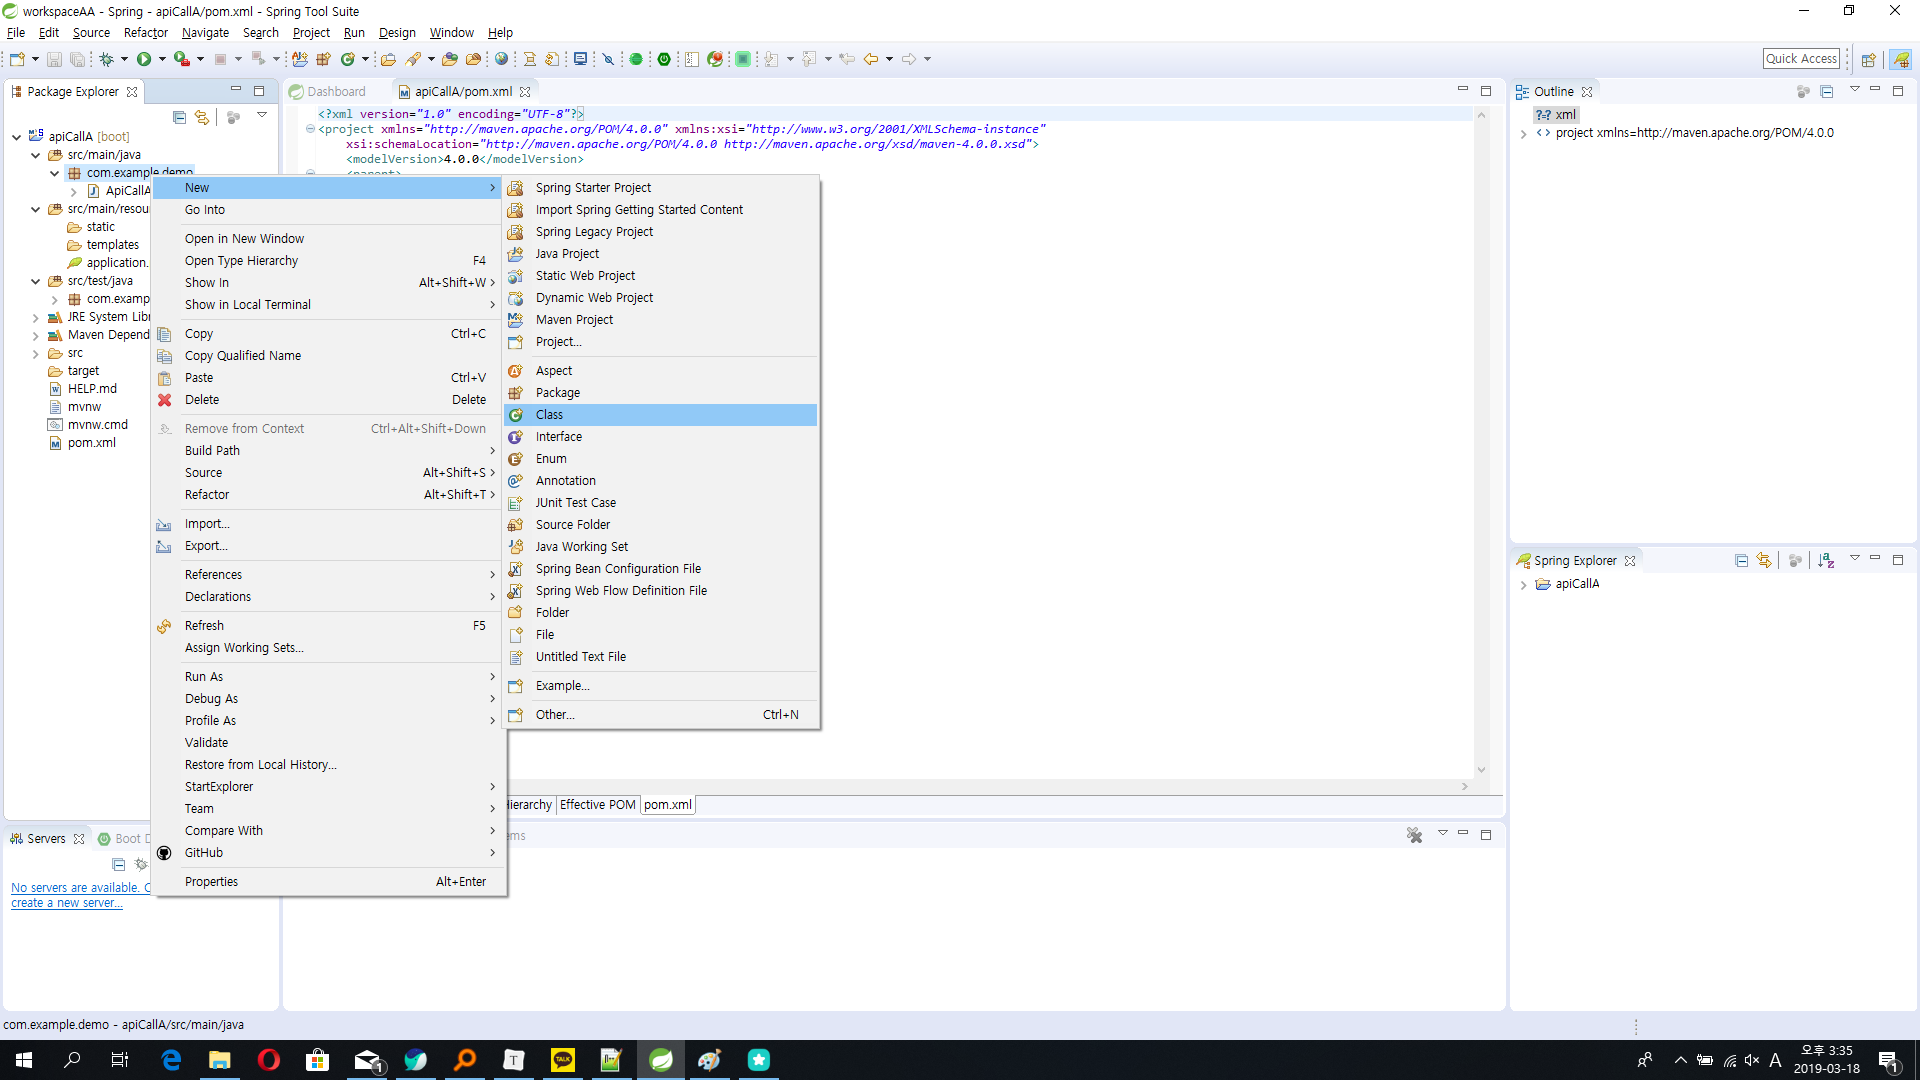 workspaceAA - Spring - apiCallA/pom.xml - Spring Tool Suite
File Edit Source Refactor Navigate Search Project Run Design Window Help
Quick Access
Package Explorer
apiCallA [boot]
src/main/java
com.example.demo
ApiCallA
src/main/resou
static
templates
application.
src/test/java
com.examp
JRE System Libr
Maven Depend
src
target
HELP.md
mvnw
mvnw.cmd
pom.xml
New
Go Into
Open in New Window
Open Type Hierarchy F4
Show In Alt+Shift+W
Show in Local Terminal
Copy Ctrl+C
Copy Qualified Name
Paste Ctrl+V
Delete Delete
Remove from Context Ctrl+Alt+Shift+Down
Build Path
Source Alt+Shift+S
Refactor Alt+Shift+T
Import...
Export...
References
Declarations
Refresh F5
Assign Working Sets...
Run As
Debug As
Profile As
Validate
Restore from Local History...
StartExplorer
Team
Compare With
GitHub
Properties Alt+Enter
Spring Starter Project
Import Spring Getting Started Content
Spring Legacy Project
Java Project
Static Web Project
Dynamic Web Project
Maven Project
Project...
Aspect
Package
Class
Interface
Enum
Annotation
JUnit Test Case
Source Folder
Java Working Set
Spring Bean Configuration File
Spring Web Flow Definition File
Folder
File
Untitled Text File
Example...
Other... Ctrl+N
Dashboard
apiCallA/pom.xml
<?xml version="1.0" encoding="UTF-8"?>
<project xmlns="http://maven.apache.org/POM/4.0.0" xmlns:xsi="http://www.w3.org/2001/XMLSchema-instance"
xsi:schemaLocation="http://maven.apache.org/POM/4.0.0 http://maven.apache.org/xsd/maven-4.0.0.xsd">
<modelVersion>4.0.0</modelVersion>
<parent>
Hierarchy Effective POM pom.xml
ems
Outline
xml
project xmlns=http://maven.apache.org/POM/4.0.0
Spring Explorer
apiCallA
Servers
Boot D
No servers are available. C
create a new server...
com.example.demo - apiCallA/src/main/java
1
T
TALK
A
오후 3:35
2019-03-18
1